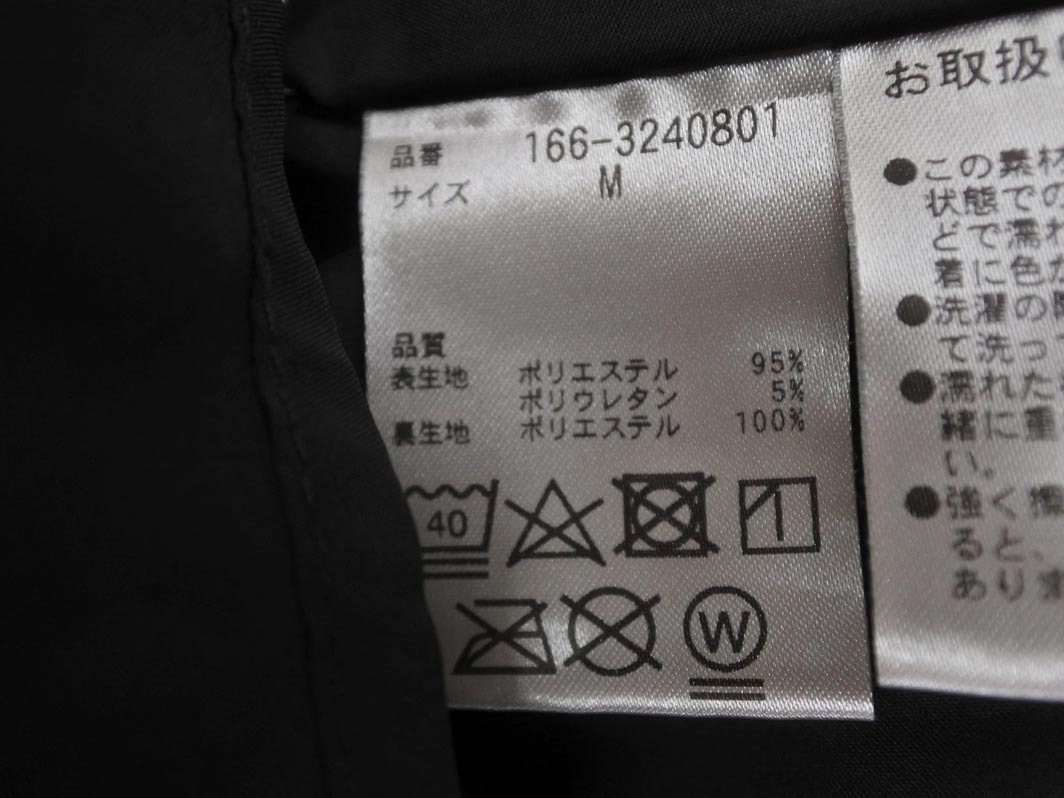 品番 166-3240801
サイズ M
品質
表生地 ポリエステル 95%
ポリウレタン 5%
裏生地 ポリエステル 100%
40
W
お取扱
●この素材
状態での
どで濡れ
着に色が
●洗濯の
て洗っ
●濡れた
緒に重
い。
●強く
ると、
あり